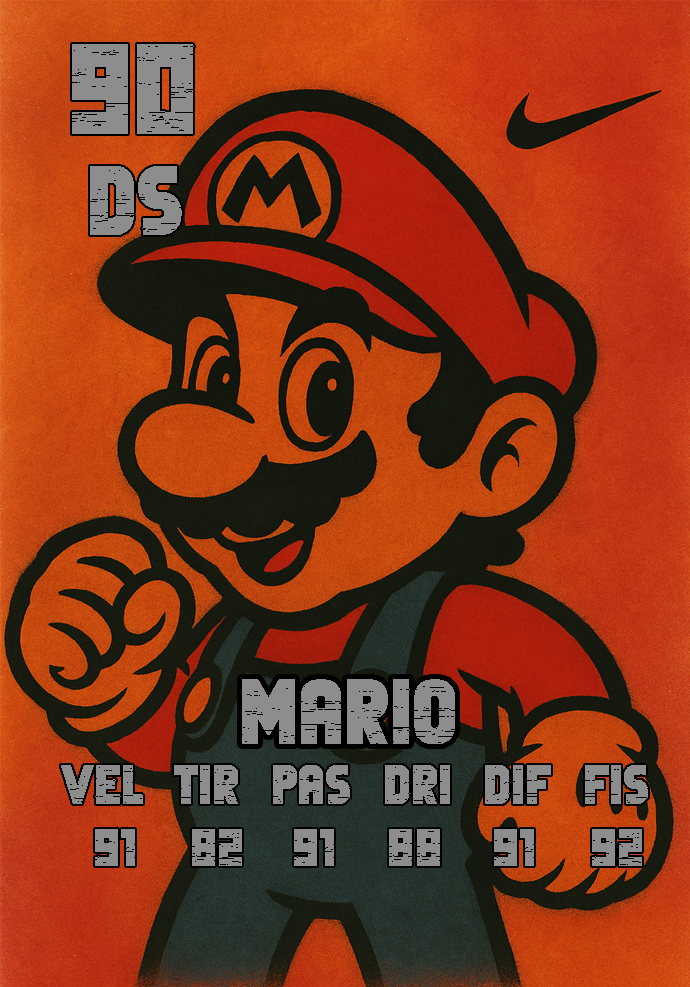 90
DS
M
MARIO
VEL TIR PAS DRI DIF FIS
91 82 91 88 91 92